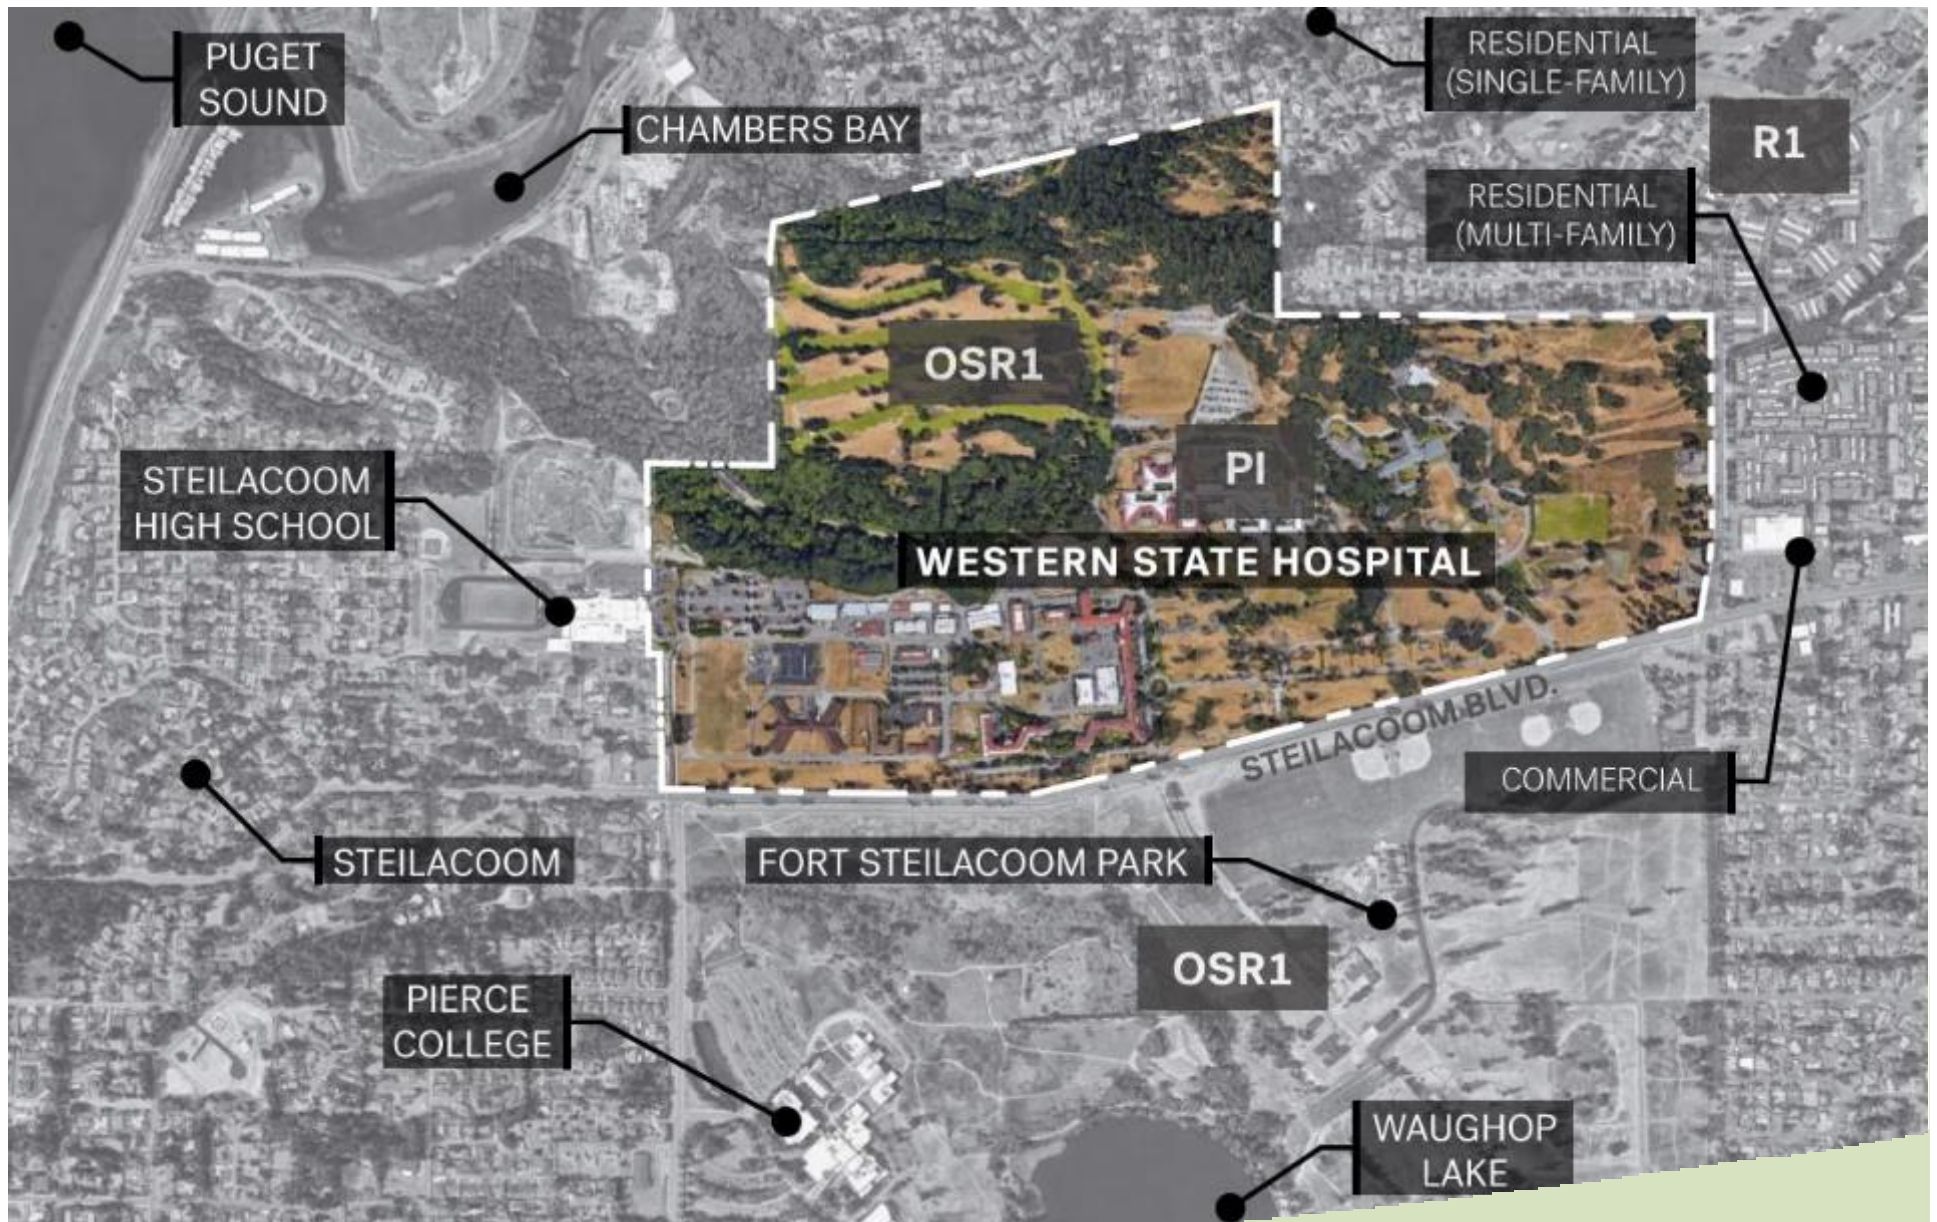 PUGET
SOUND
CHAMBERS BAY
RESIDENTIAL
(SINGLE-FAMILY)
R1
RESIDENTIAL
(MULTI-FAMILY)
OSR1
PI
STEILACOOM
HIGH SCHOOL
WESTERN STATE HOSPITAL
STEILACOOM BLVD.
COMMERCIAL
STEILACOOM
FORT STEILACOOM PARK
OSR1
PIERCE
COLLEGE
WAUGHOP
LAKE